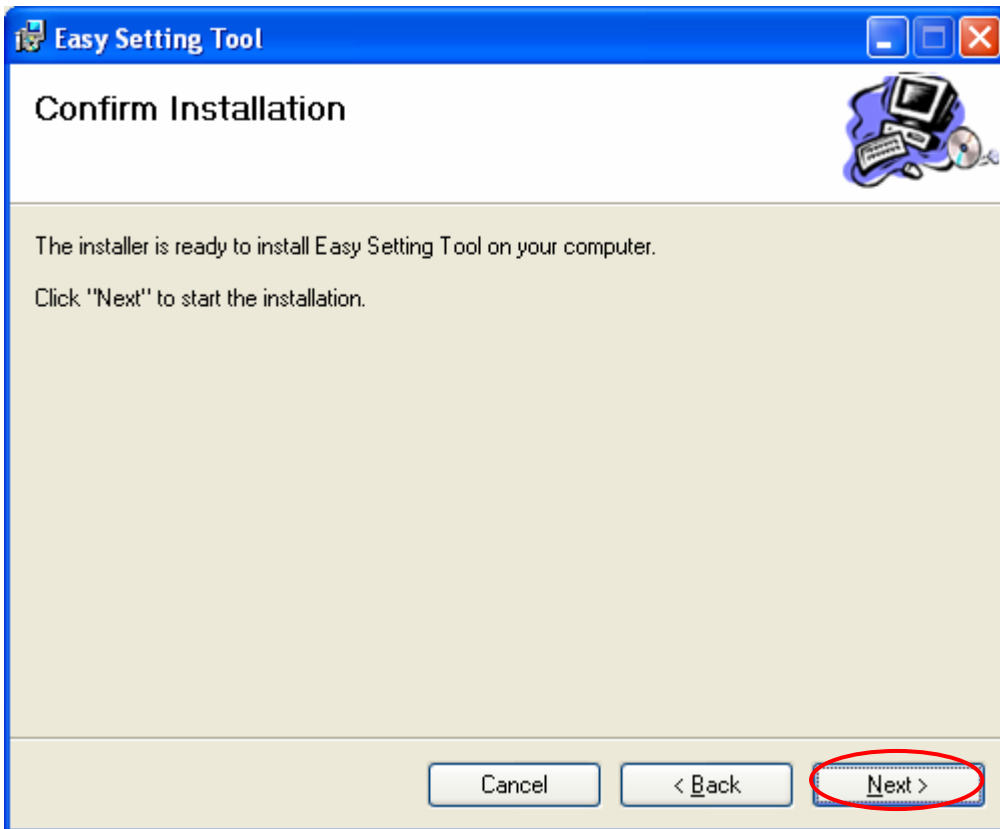 Easy Setting Tool
Confirm Installation
The installer is ready to install Easy Setting Tool on your computer.
Click "Next" to start the installation.
Cancel
< Back
Next >